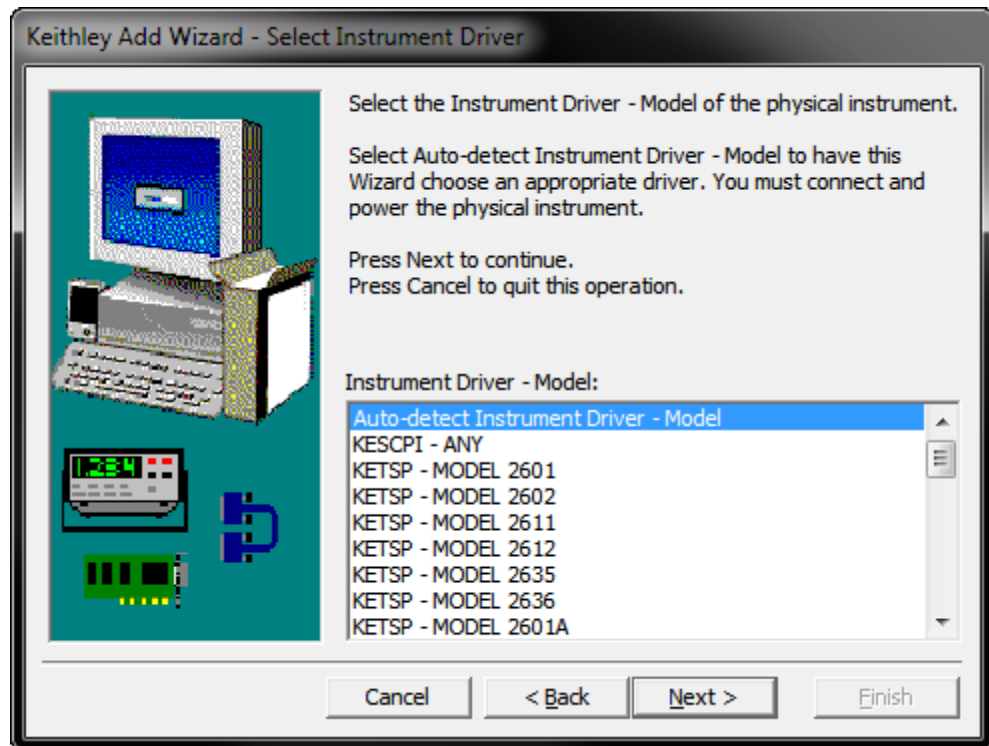 Keithley Add Wizard - Select Instrument Driver
Select the Instrument Driver - Model of the physical instrument.
Select Auto-detect Instrument Driver - Model to have this
Wizard choose an appropriate driver. You must connect and
power the physical instrument.
Press Next to continue.
Press Cancel to quit this operation.
1.234
Instrument Driver - Model:
Auto-detect Instrument Driver - Model
KESCPI - ANY
KETSP - MODEL 2601
KETSP - MODEL 2602
KETSP - MODEL 2611
KETSP - MODEL 2612
KETSP - MODEL 2635
KETSP - MODEL 2636
KETSP - MODEL 2601A
Cancel
< Back
Next >
Finish